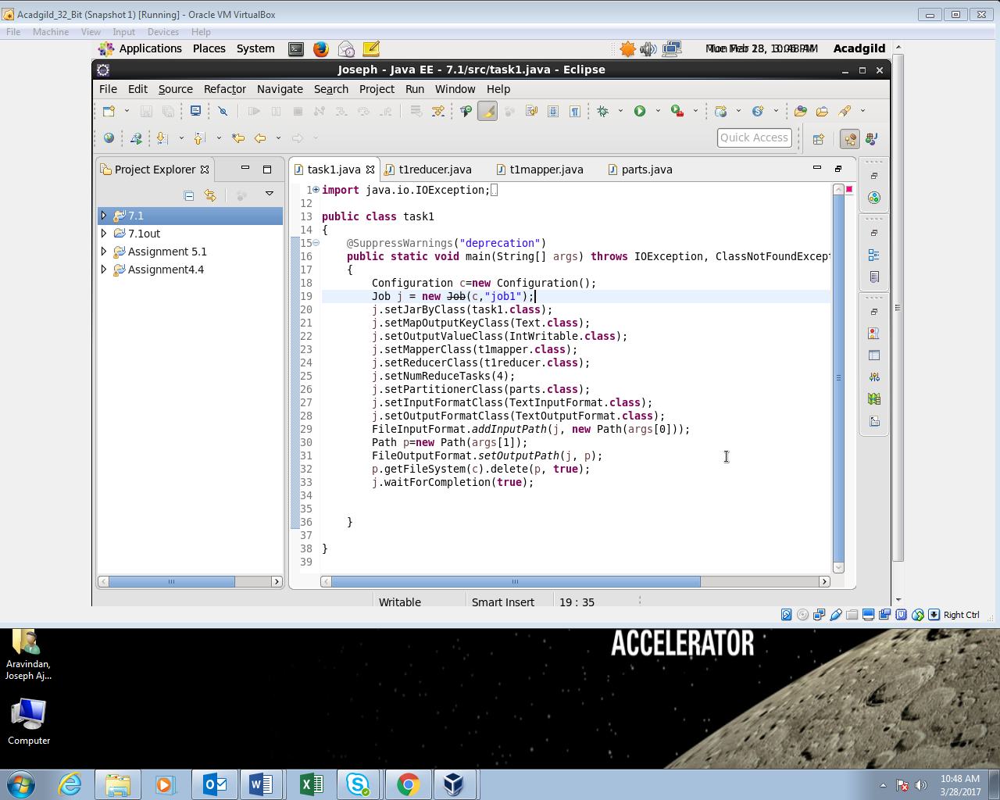 Acadgild_32_Bit (Snapshot 1) [Running] - Oracle VM VirtualBox
File Machine View Input Devices Help
Applications Places System
Acadgild
Joseph - Java EE - 7.1/src/task1.java - Eclipse
File Edit Source Refactor Navigate Search Project Run Window Help
Quick Access
Project Explorer
task1.java t1reducer.java t1mapper.java parts.java
7.1
7.1out
Assignment 5.1
Assignment4.4
1 import java.io.IOException;
12
13 public class task1
14 {
15 @SuppressWarnings("deprecation")
16 public static void main(String[] args) throws IOException, ClassNotFoundExcept
17 {
18 Configuration c=new Configuration();
19 Job j = new Job(c,"job1");
20 j.setJarByClass(task1.class);
21 j.setMapOutputKeyClass(Text.class);
22 j.setOutputValueClass(IntWritable.class);
23 j.setMapperClass(t1mapper.class);
24 j.setReducerClass(t1reducer.class);
25 j.setNumReduceTasks(4);
26 j.setPartitionerClass(parts.class);
27 j.setInputFormatClass(TextInputFormat.class);
28 j.setOutputFormatClass(TextOutputFormat.class);
29 FileInputFormat.addInputPath(j, new Path(args[0]));
30 Path p=new Path(args[1]);
31 FileOutputFormat.setOutputPath(j, p);
32 p.getFileSystem(c).delete(p, true);
33 j.waitForCompletion(true);
34
35
36 }
37
38 }
39
Writable Smart Insert 19 : 35
Right Ctrl
ACCELERATOR
Aravindan,
Joseph Aj...
Computer
10:48 AM
3/28/2017